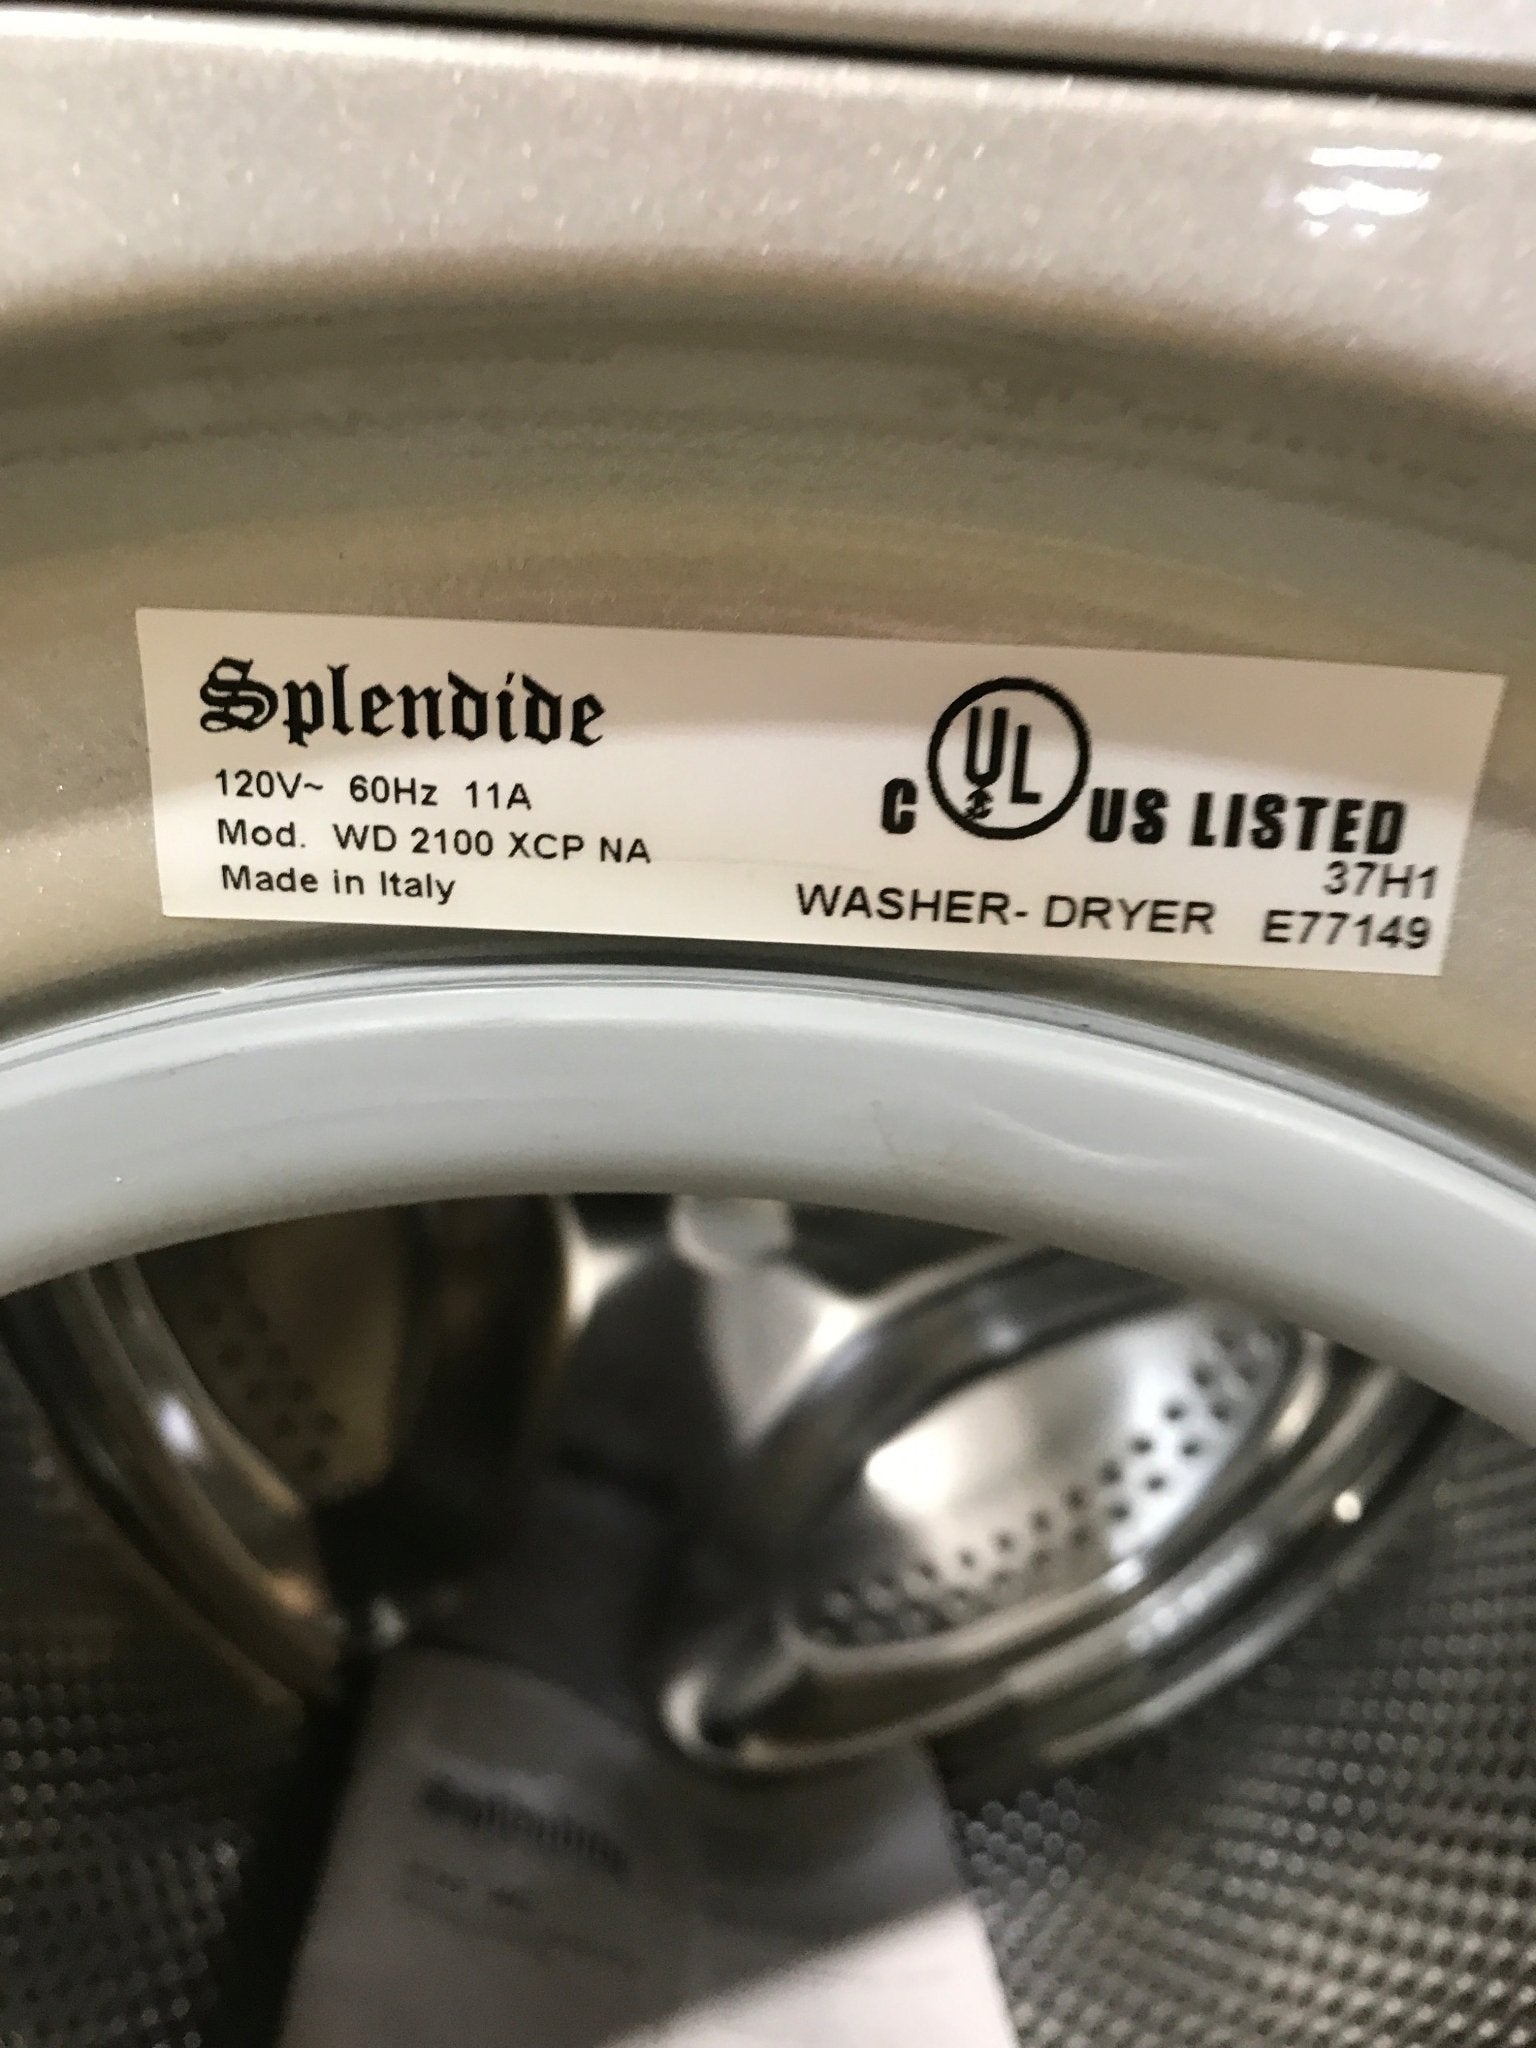 Splendide
120V~ 60Hz 11A
Mod. WD 2100 XCP NA
Made in Italy
C UL US LISTED
37H1
WASHER- DRYER E77149